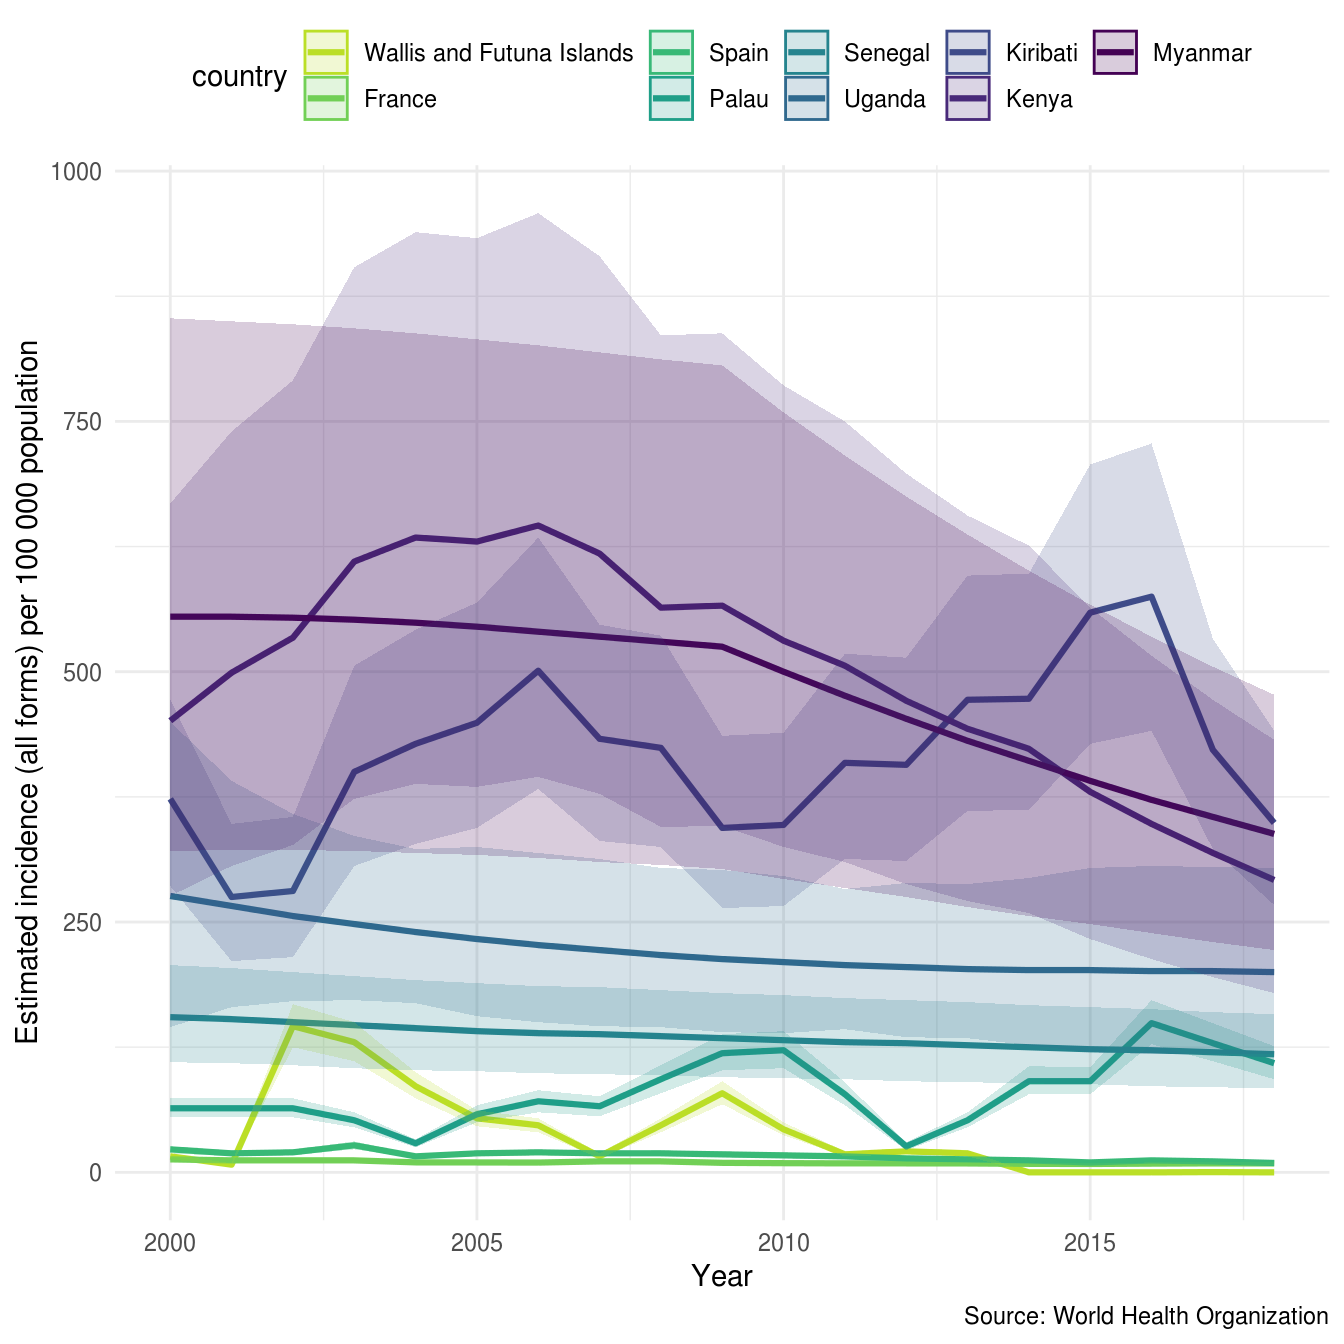 country
Wallis and Futuna Islands
Spain
Senegal
Kiribati
Myanmar
France
Palau
Uganda
Kenya
1000
750
500
250
0
Estimated incidence (all forms) per 100 000 population
2000
2005
2010
2015
Year
Source: World Health Organization